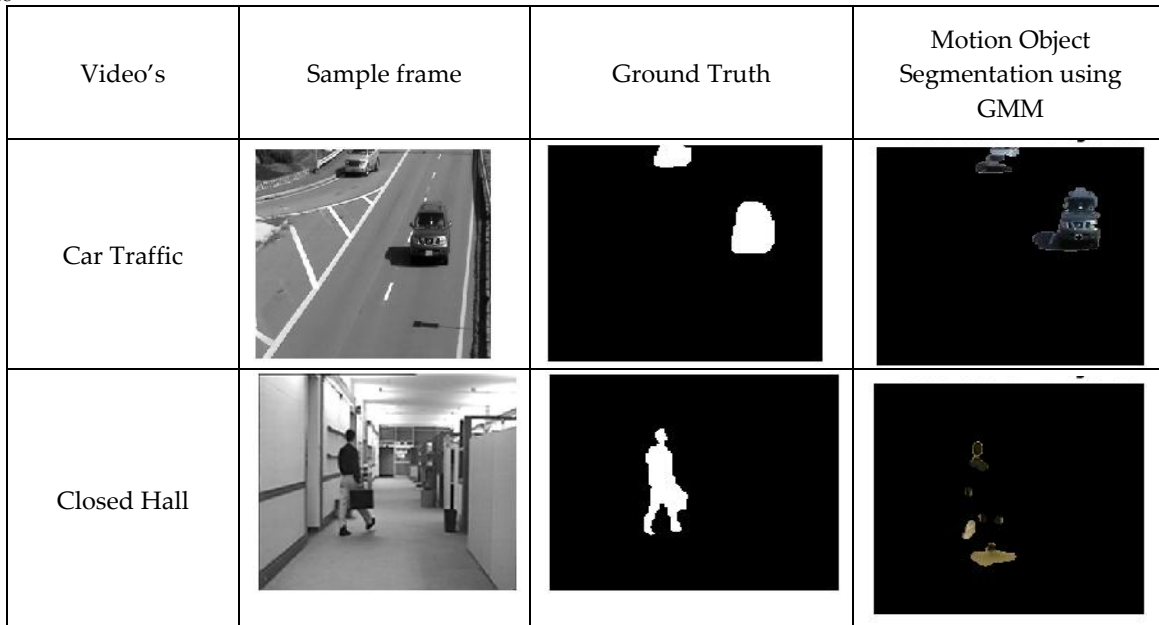 Video's
Sample frame
Ground Truth
Motion Object
Segmentation using
GMM
Car Traffic
Closed Hall